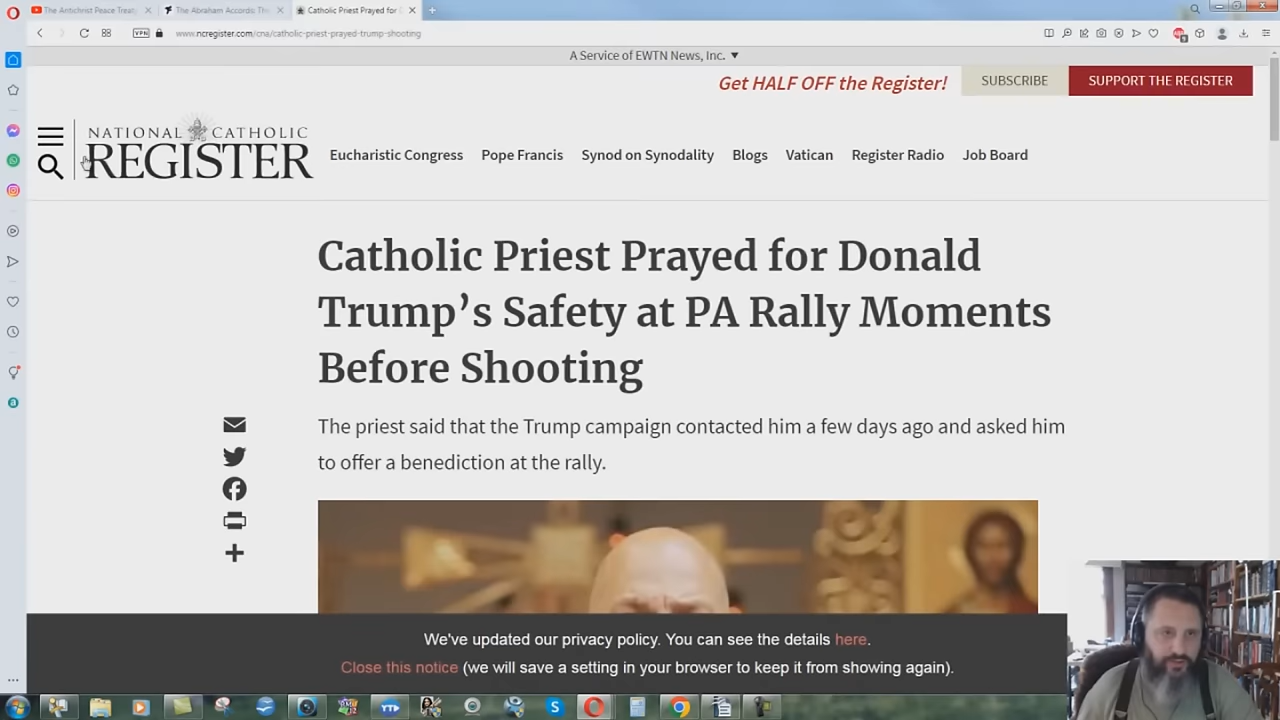 The Antichrist Peace Treaty
The Abraham Accords: The
Catholic Priest Prayed for
VPN
www.ncregister.com/cna/catholic-priest-prayed-trump-shooting
A Service of EWTN News, Inc. ▼
Get HALF OFF the Register!
SUBSCRIBE
SUPPORT THE REGISTER
NATIONAL CATHOLIC
REGISTER
Eucharistic Congress
Pope Francis
Synod on Synodality
Blogs
Vatican
Register Radio
Job Board
Catholic Priest Prayed for Donald
Trump’s Safety at PA Rally Moments
Before Shooting
The priest said that the Trump campaign contacted him a few days ago and asked him
to offer a benediction at the rally.
We've updated our privacy policy. You can see the details here.
Close this notice (we will save a setting in your browser to keep it from showing again).
YTD